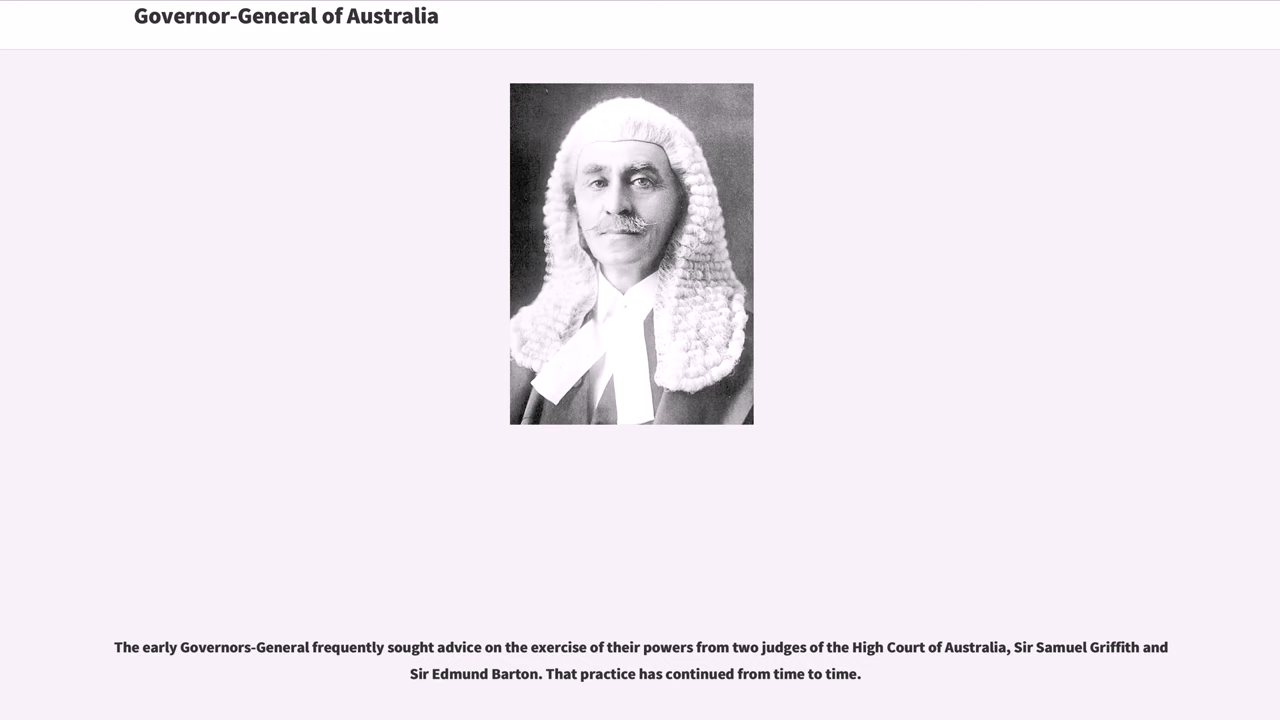 Governor-General of Australia
The early Governors-General frequently sought advice on the exercise of their powers from two judges of the High Court of Australia, Sir Samuel Griffith and
Sir Edmund Barton. That practice has continued from time to time.